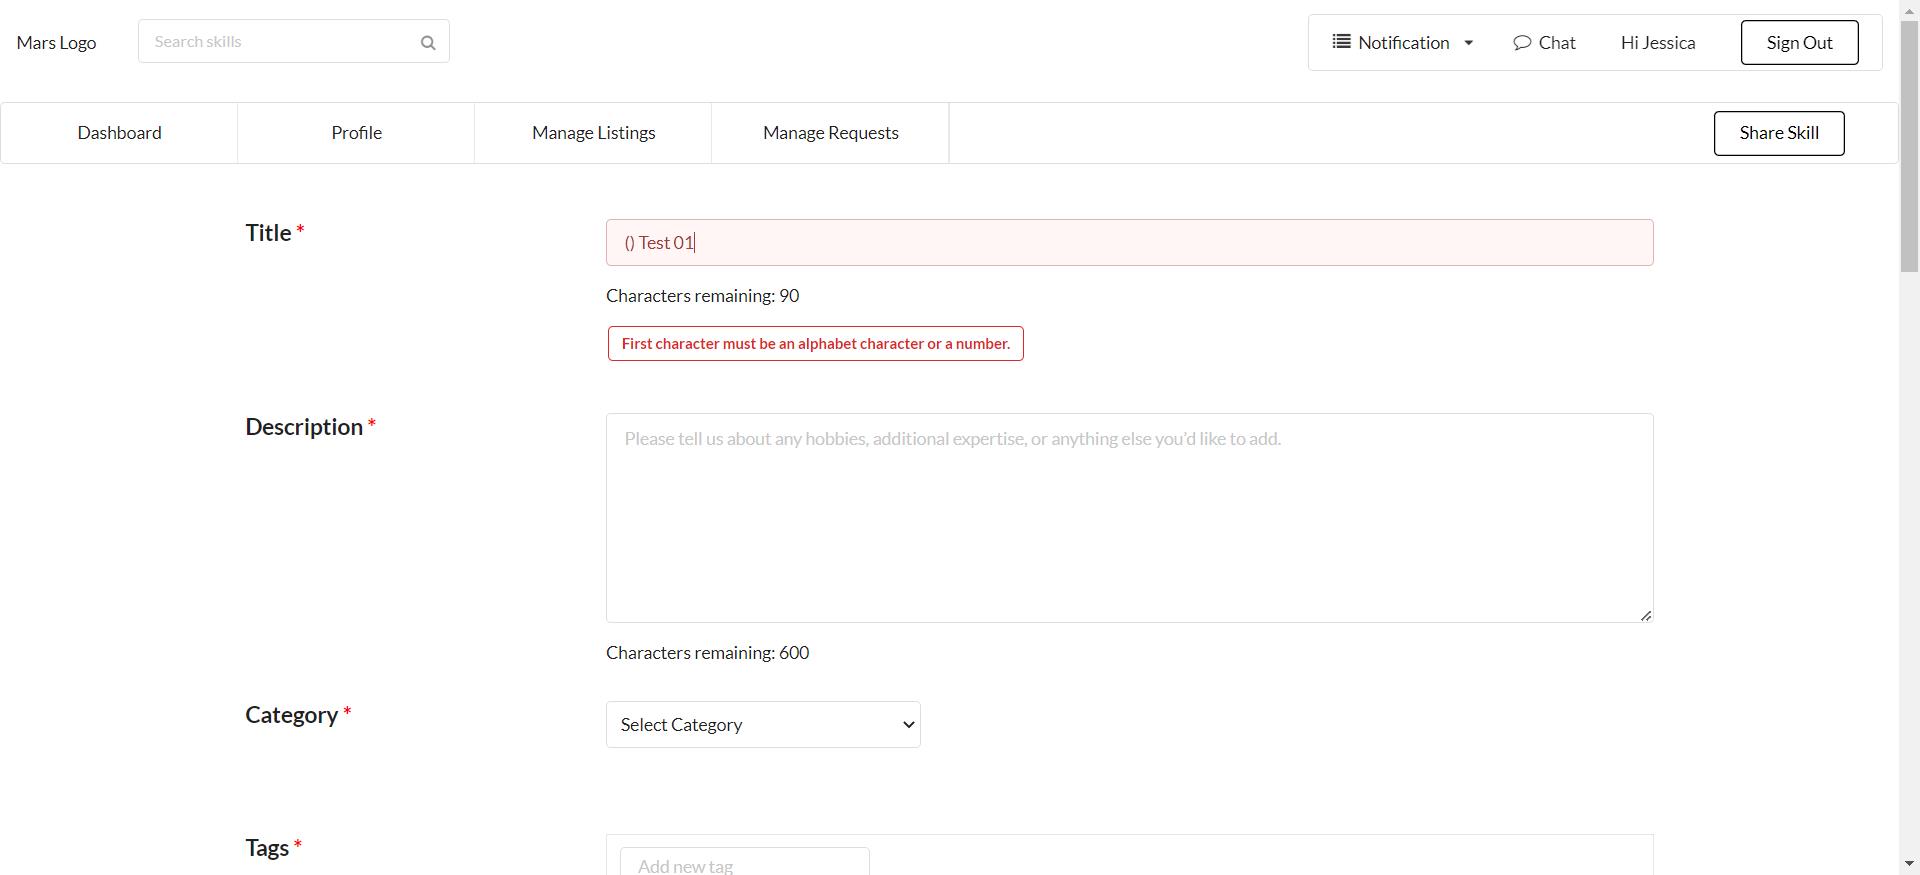 Mars Logo
Search skills
Notification
Chat
Hi Jessica
Sign Out
Dashboard
Profile
Manage Listings
Manage Requests
Share Skill
Title *
() Test 01
Characters remaining: 90
First character must be an alphabet character or a number.
Description *
Please tell us about any hobbies, additional expertise, or anything else you'd like to add.
Characters remaining: 600
Category *
Select Category
Tags *
Add new tag